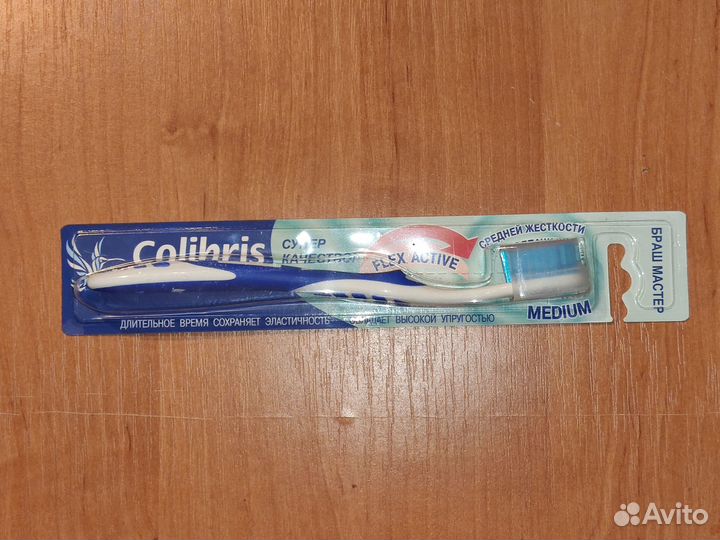 Colibris
СУПЕР
КАЧЕСТВО!
FLEX ACTIVE
СРЕДНЕЙ ЖЕСТКОСТИ
MEDIUM
ДЛИТЕЛЬНОЕ ВРЕМЯ СОХРАНЯЕТ ЭЛАСТИЧНОСТЬ
ВЫСОКОЙ УПРУГОСТЬЮ
БРАШ МАСТЕР
Avito